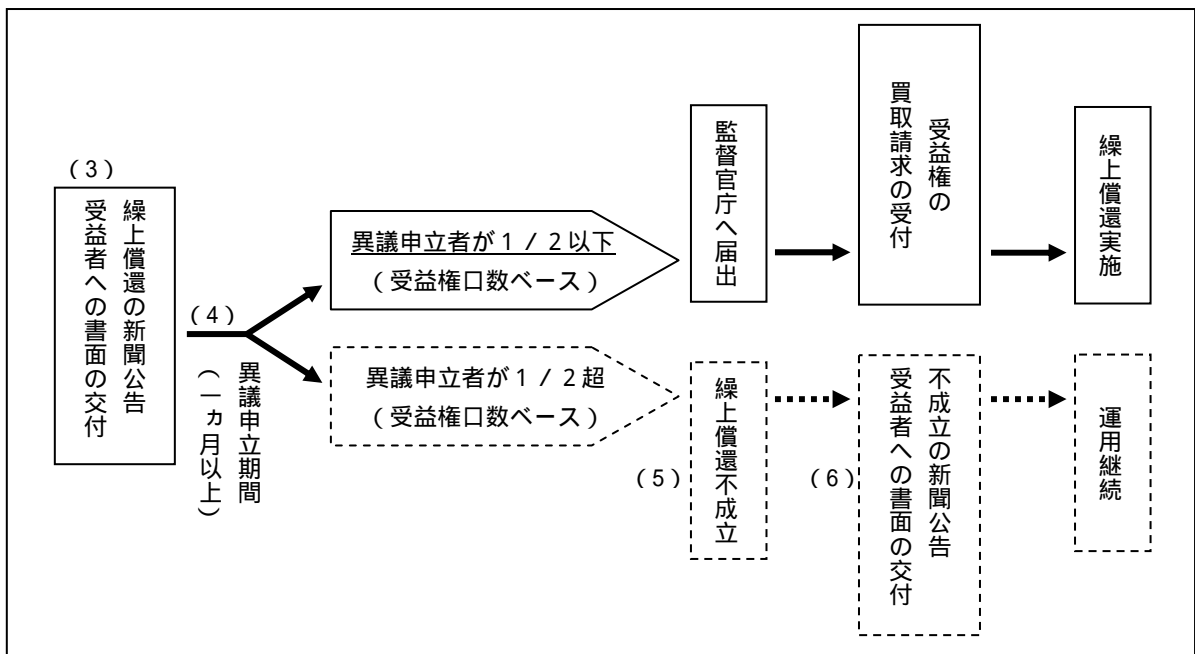 （３）
繰上償還の新聞公告
受益者への書面の交付
（４）
異議申立期間
（一ヵ月以上）
異議申立者が１／２以下
（受益権口数ベース）
監督官庁へ届出
受益権の
買取請求の受付
繰上償還実施
異議申立者が１／２超
（受益権口数ベース）
（５）
繰上償還不成立
（６）
不成立の新聞公告
受益者への書面の交付
運用継続